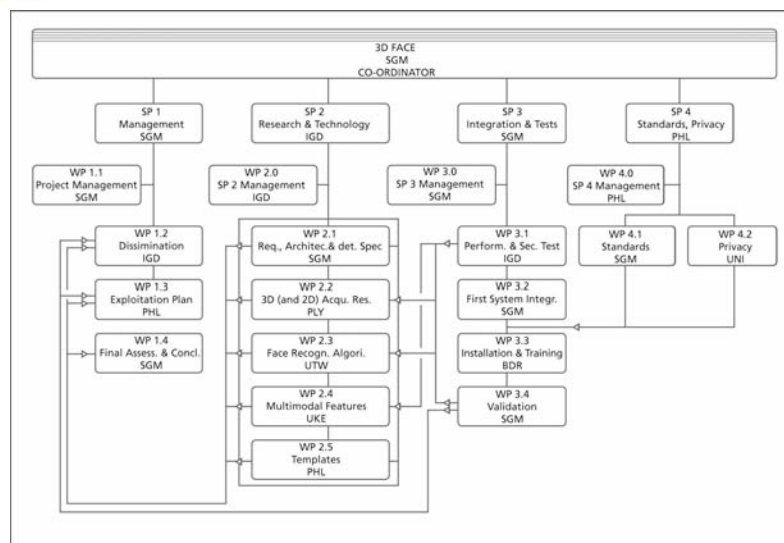 3D FACE
SGM
CO-ORDINATOR
SP 1
Management
SGM
SP 2
Research & Technology
IGD
SP 3
Integration & Tests
SGM
SP 4
Standards, Privacy
PHL
WP 1.1
Project Management
SGM
WP 2.0
SP 2 Management
IGD
WP 3.0
SP 3 Management
SGM
WP 4.0
SP 4 Management
PHL
WP 1.2
Dissimination
IGD
WP 2.1
Req., Architec.& det. Spec
SGM
WP 3.1
Perform. & Sec. Test
IGD
WP 4.1
Standards
SGM
WP 4.2
Privacy
UNI
WP 1.3
Exploitation Plan
PHL
WP 2.2
3D (and 2D) Acqu. Res.
PLY
WP 3.2
First System Integr.
SGM
WP 1.4
Final Assess. & Concl.
SGM
WP 2.3
Face Recogn. Algori.
UTW
WP 3.3
Installation & Training
BDR
WP 2.4
Multimodal Features
UKE
WP 3.4
Validation
SGM
WP 2.5
Templates
PHL